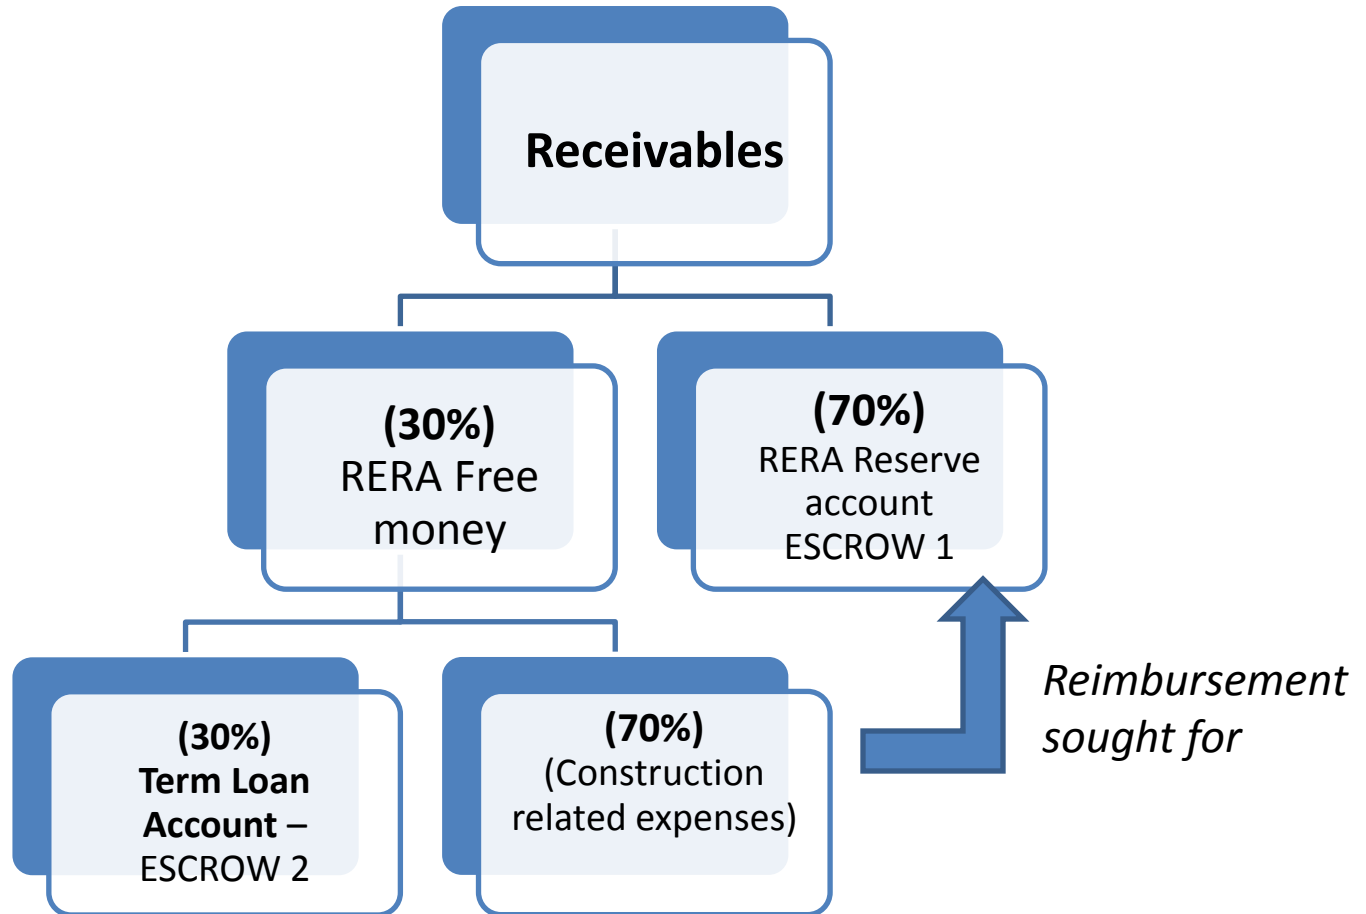 Receivables
(30%)
RERA Free
money
(70%)
RERA Reserve
account
ESCROW 1
(30%)
Term Loan
Account –
ESCROW 2
(70%)
(Construction
related expenses)
Reimbursement
sought for